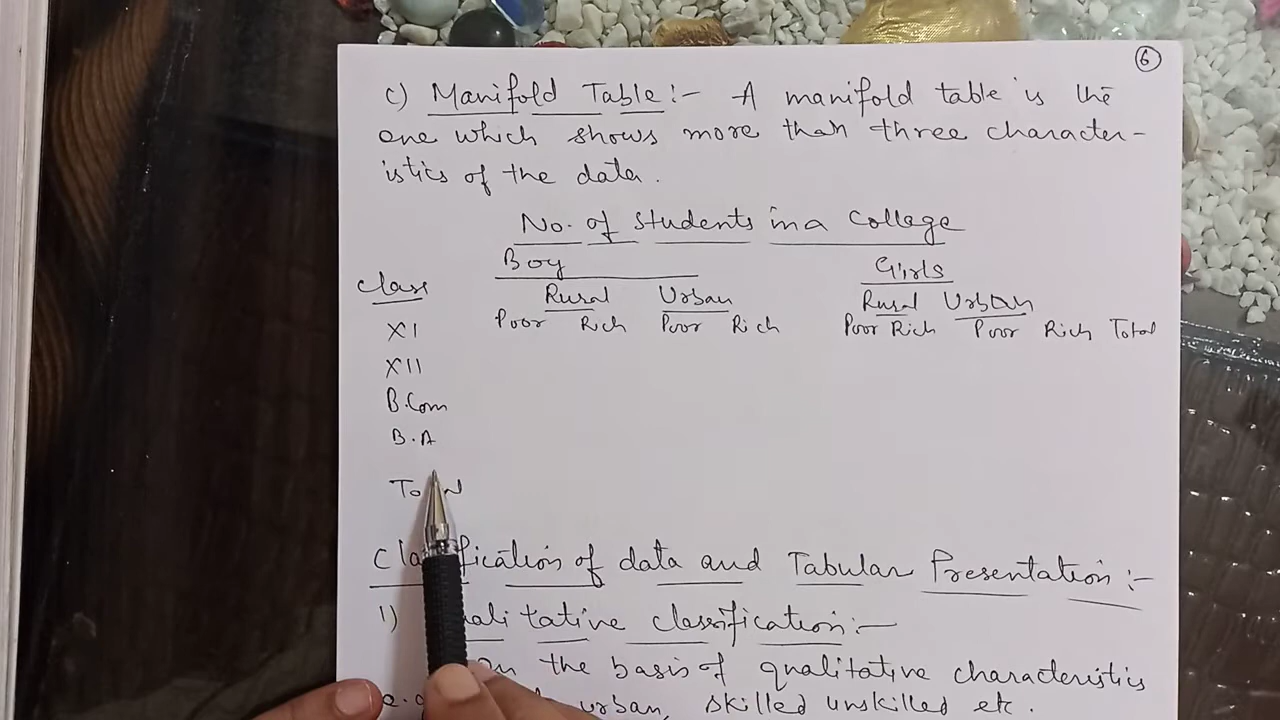 6
c) Manifold Table:- A manifold table is the
one which shows more than three character-
istics of the data.
No. of students in a College
Boy Girls
Class Rural Urban Rural Urban
Poor Rich Poor Rich Poor Rich Poor Rich Total
XI
XII
B.Com
B.A
Classification of data and Tabular Presentation:-
1) classification:-
On the basis of qualitative characteristics
urban, skilled unskilled etc.